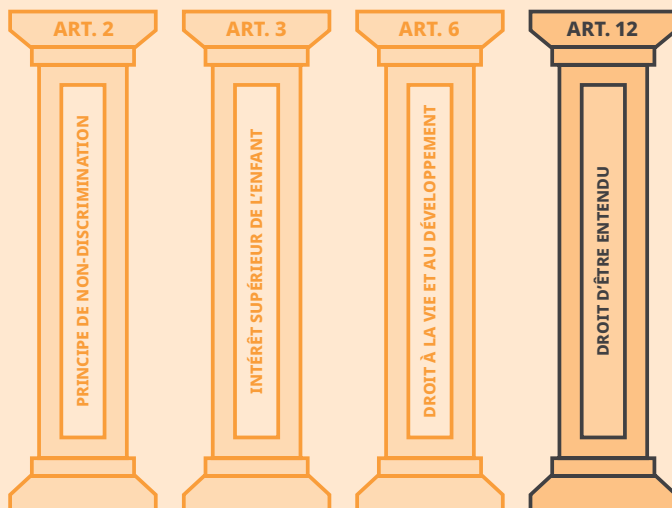 ART. 2
PRINCIPE DE NON-DISCRIMINATION
ART. 3
INTÉRÊT SUPÉRIEUR DE L'ENFANT
ART. 6
DROIT À LA VIE ET AU DÉVELOPPEMENT
ART. 12
DROIT D'ÊTRE ENTENDU